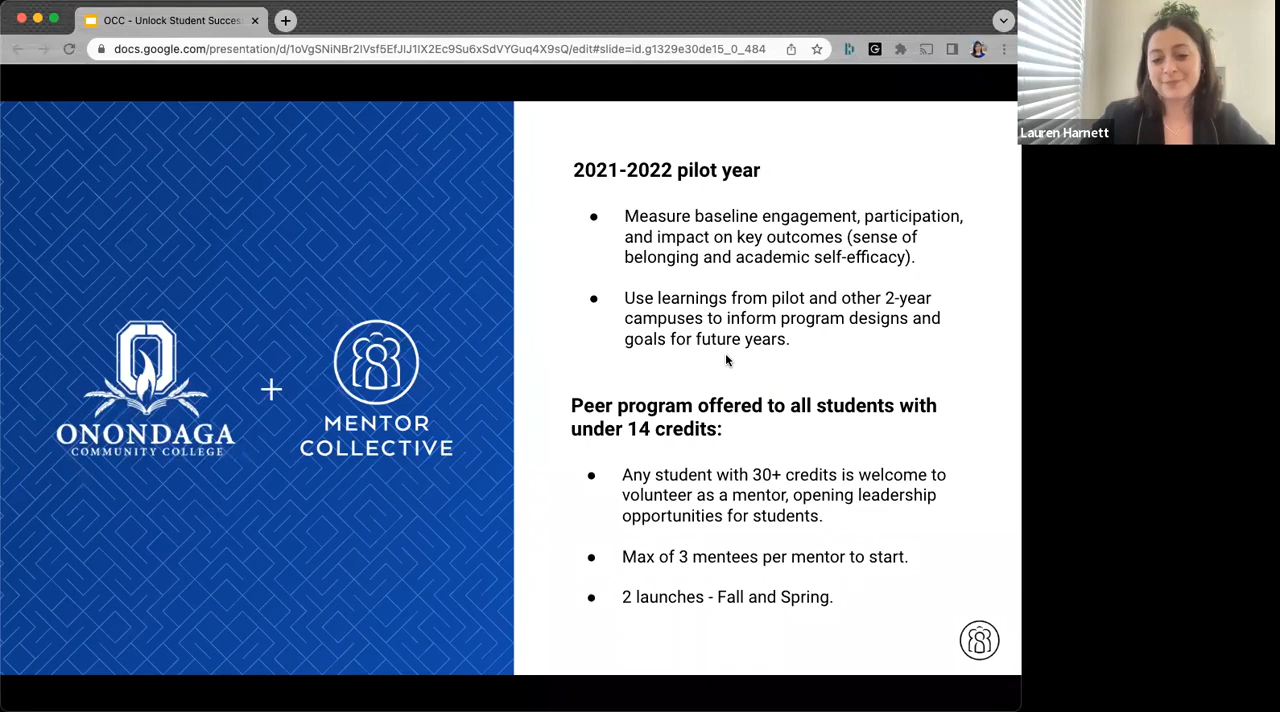 OCC - Unlock Student Succes
docs.google.com/presentation/d/1oVgSNiNBr2lVsf5EfJlJ1lX2Ec9Su6xSdVYGuq4X9sQ/edit#slide=id.g1329e30de15_0_484
Lauren Harnett
ONONDAGA
COMMUNITY COLLEGE
+
MENTOR
COLLECTIVE
2021-2022 pilot year
● Measure baseline engagement, participation,
and impact on key outcomes (sense of
belonging and academic self-efficacy).
● Use learnings from pilot and other 2-year
campuses to inform program designs and
goals for future years.
Peer program offered to all students with
under 14 credits:
● Any student with 30+ credits is welcome to
volunteer as a mentor, opening leadership
opportunities for students.
● Max of 3 mentees per mentor to start.
● 2 launches - Fall and Spring.